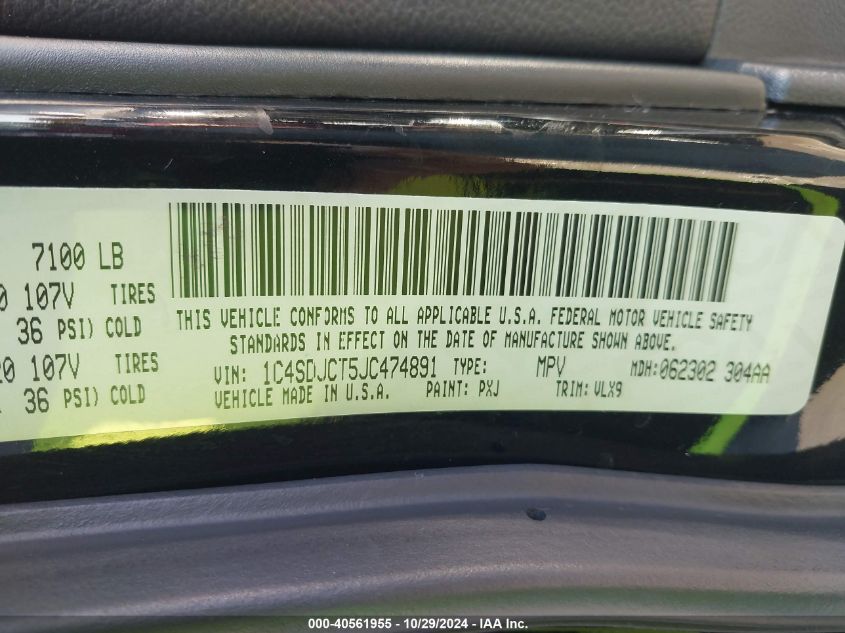 7100 LB
0 107V TIRES
36 PSI) COLD
20 107V TIRES
36 PSI) COLD
THIS VEHICLE CONFORMS TO ALL APPLICABLE U.S.A. FEDERAL MOTOR VEHICLE SAFETY
STANDARDS IN EFFECT ON THE DATE OF MANUFACTURE SHOWN ABOVE.
VIN: 1C4SDJCT5JC474891 TYPE: MPV MDH:062302 304AA
VEHICLE MADE IN U.S.A. PAINT: PXJ TRIM: VLX9
000-40561955 - 10/29/2024 - IAA Inc.